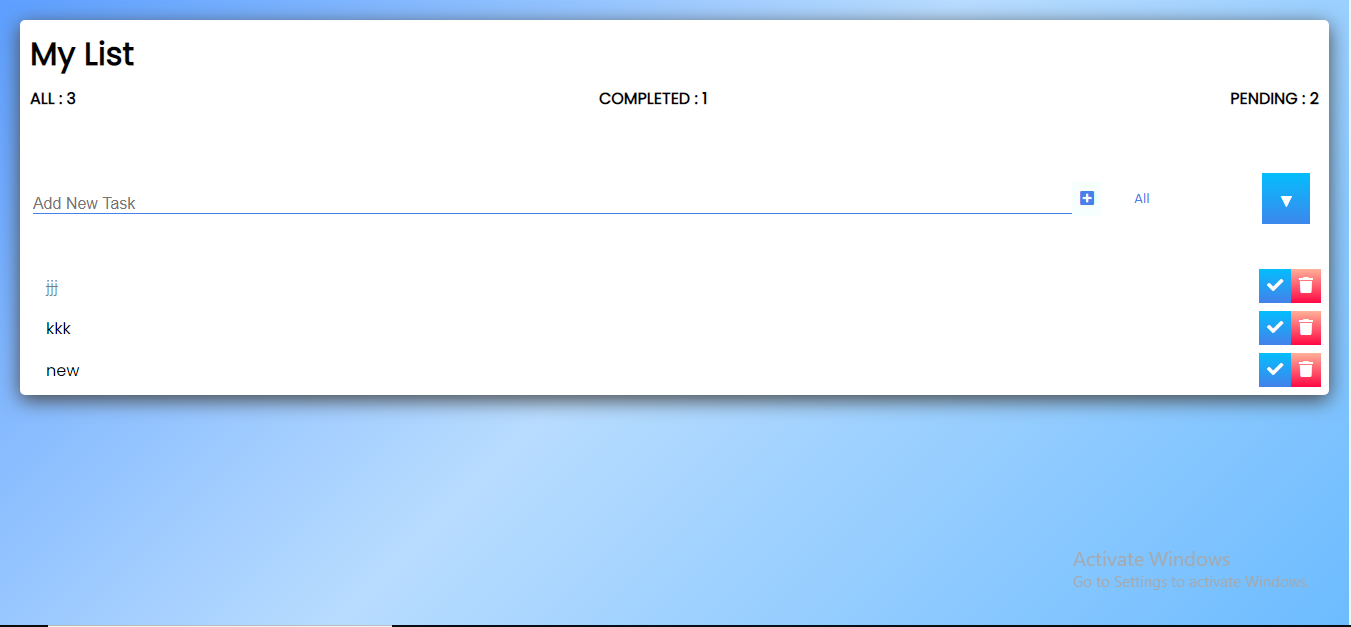 My List
ALL : 3 COMPLETED : 1 PENDING : 2
Add New Task All ▼
jjj
kkk
new
Activate Windows
Go to Settings to activate Windows.